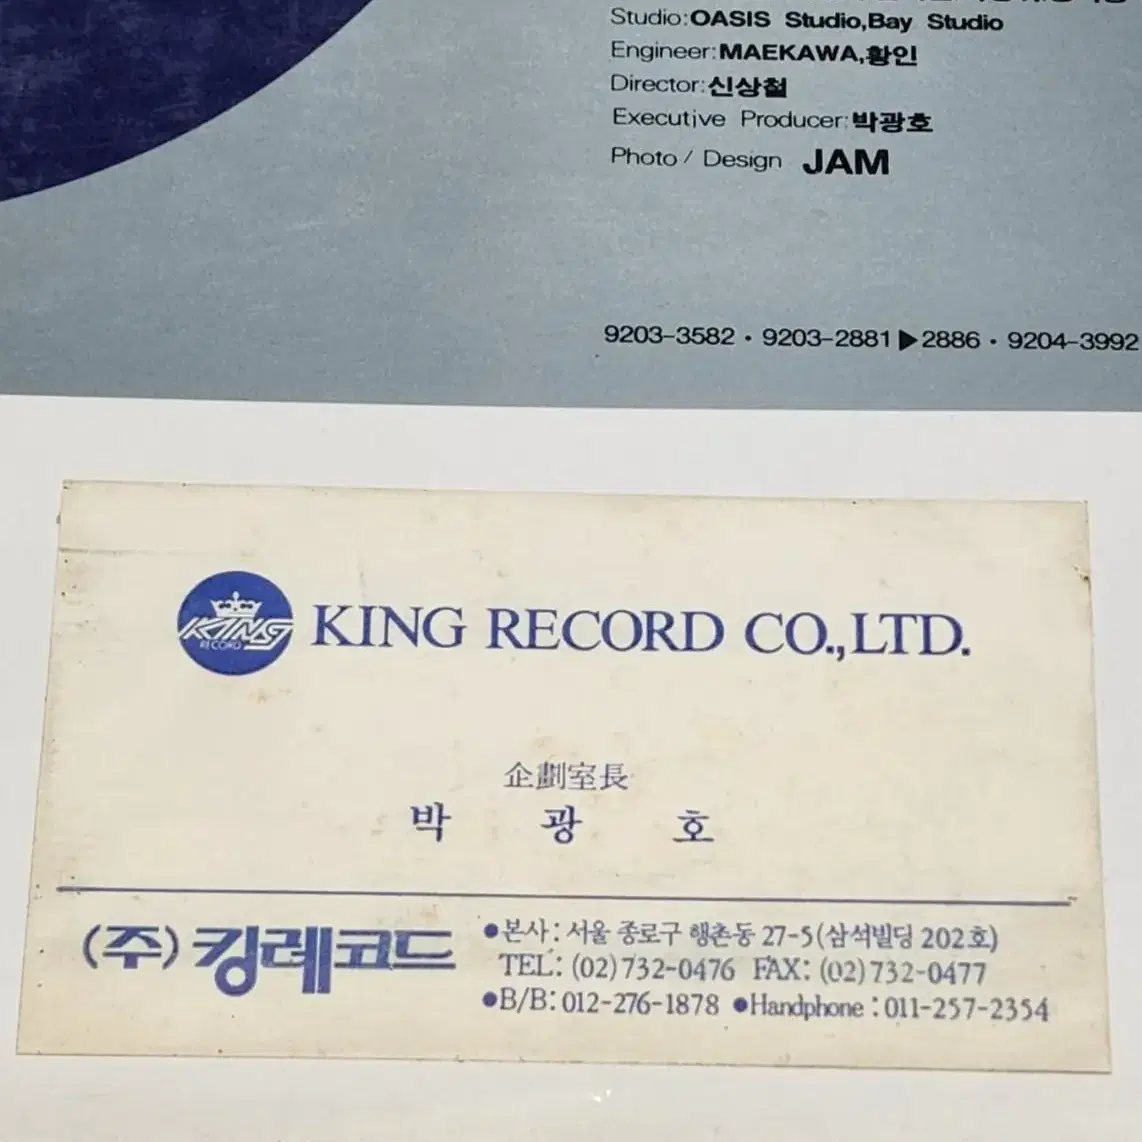 Studio:OASIS Studio,Bay Studio
Engineer:MAEKAWA,황인
Director:신상철
Executive Producer:박광호
Photo / Design JAM
9203-3582 · 9203-2881▶2886 · 9204-3992
KING RECORD
KING RECORD CO.,LTD.
企劃室長
박 광 호
(주)킹레코드
●본사: 서울 종로구 행촌동 27-5(삼석빌딩 202호)
TEL: (02)732-0476 FAX: (02)732-0477
●B/B: 012-276-1878 ●Handphone : 011-257-2354